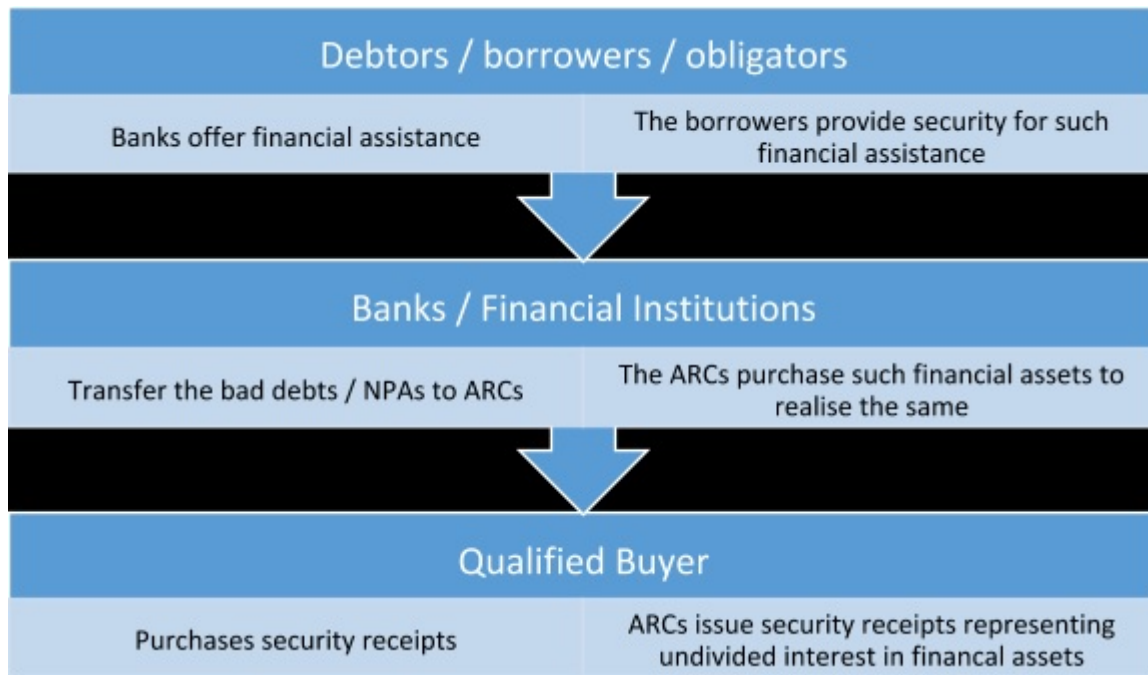 Debtors / borrowers / obligators
Banks offer financial assistance
The borrowers provide security for such
financial assistance
Banks / Financial Institutions
Transfer the bad debts / NPAs to ARCs
The ARCs purchase such financial assets to
realise the same
Qualified Buyer
Purchases security receipts
ARCs issue security receipts representing
undivided interest in financal assets